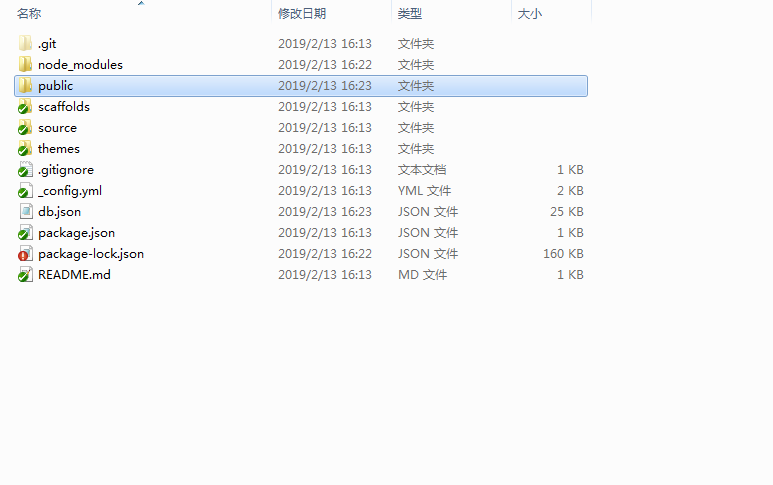 名称 修改日期 类型 大小
.git 2019/2/13 16:13 文件夹
node_modules 2019/2/13 16:22 文件夹
public 2019/2/13 16:23 文件夹
scaffolds 2019/2/13 16:13 文件夹
source 2019/2/13 16:13 文件夹
themes 2019/2/13 16:13 文件夹
.gitignore 2019/2/13 16:13 文本文档 1 KB
_config.yml 2019/2/13 16:13 YML 文件 2 KB
db.json 2019/2/13 16:23 JSON 文件 25 KB
package.json 2019/2/13 16:13 JSON 文件 1 KB
package-lock.json 2019/2/13 16:22 JSON 文件 160 KB
README.md 2019/2/13 16:13 MD 文件 1 KB